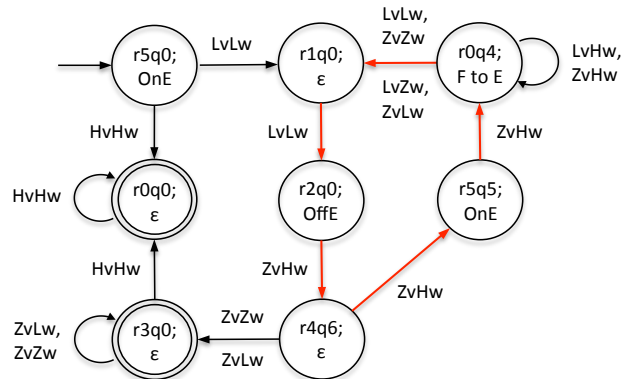 LvLw,
ZvZw
r5q0;
OnE
LvLw
r1q0;
ε
r0q4;
F to E
LvHw,
ZvHw
LvZw,
ZvLw
HvHw
LvLw
ZvHw
HvHw
r0q0;
ε
r2q0;
OffE
r5q5;
OnE
HvHw
ZvHw
ZvHw
ZvLw,
ZvZw
r3q0;
ε
ZvZw
ZvLw
r4q6;
ε